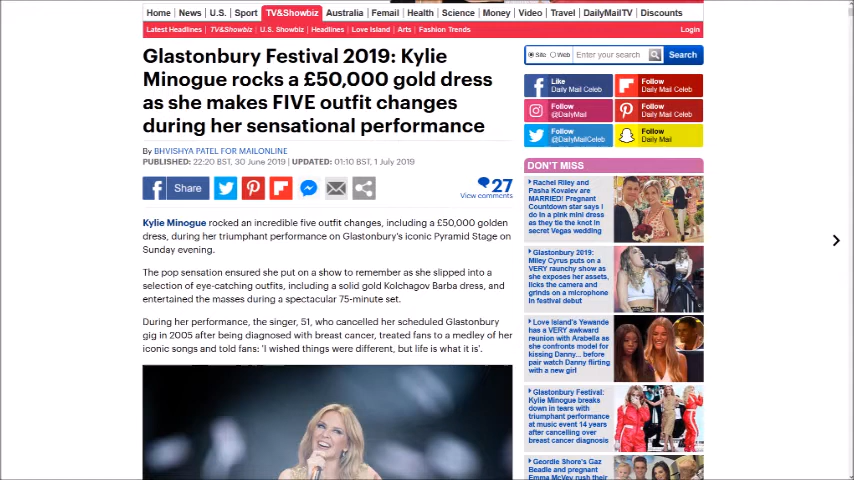 Home News U.S. Sport TV&Showbiz Australia Femail Health Science Money Video Travel DailyMailTV Discounts
Latest Headlines TV&Showbiz U.S. Showbiz Headlines Love Island Arts Fashion Trends Login
Glastonbury Festival 2019: Kylie
Minogue rocks a £50,000 gold dress
as she makes FIVE outfit changes
during her sensational performance
By BHVISHYA PATEL FOR MAILONLINE
PUBLISHED: 22:20 BST, 30 June 2019 | UPDATED: 01:10 BST, 1 July 2019
Share
27
View comments
Kylie Minogue rocked an incredible five outfit changes, including a £50,000 golden
dress, during her triumphant performance on Glastonbury's iconic Pyramid Stage on
Sunday evening.
The pop sensation ensured she put on a show to remember as she slipped into a
selection of eye-catching outfits, including a solid gold Kolchagov Barba dress, and
entertained the masses during a spectacular 75-minute set.
During her performance, the singer, 51, who cancelled her scheduled Glastonbury
gig in 2005 after being diagnosed with breast cancer, treated fans to a medley of her
iconic songs and told fans: 'I wished things were different, but life is what it is'.
Site Web Enter your search Search
Like
Daily Mail Celeb
Follow
Daily Mail Celeb
Follow
@DailyMail
Follow
Daily Mail Celeb
Follow
@DailyMailCeleb
Follow
Daily Mail
DON'T MISS
Rachel Riley and
Pasha Kovalev are
MARRIED! Pregnant
Countdown star says I
do in a pink mini dress
as they tie the knot in
secret Vegas wedding
Glastonbury 2019:
Miley Cyrus puts on a
VERY raunchy show as
she exposes her assets,
licks the camera and
grinds on a microphone
in festival debut
Love Island's Yewande
has a VERY awkward
reunion with Arabella
as she confronts model for
kissing Danny... before
pair watch Danny flirting
with a new girl
Glastonbury Festival:
Kylie Minogue breaks
down in tears with
triumphant performance
at music event 14 years
after cancelling over
breast cancer diagnosis
Geordie Shore's Gaz
Beadle and pregnant
Emma McVey rush their